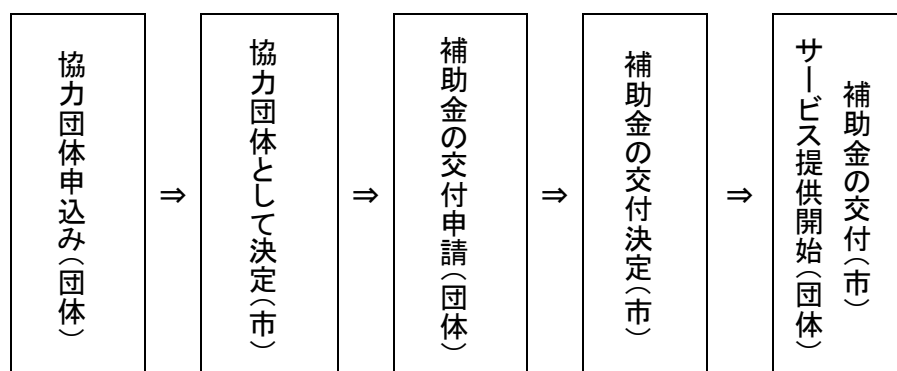 協力団体申込み(団体)
⇒
協力団体として決定(市)
⇒
補助金の交付申請(団体)
⇒
補助金の交付決定(市)
⇒
補助金の交付(市)
サービス提供開始(団体)